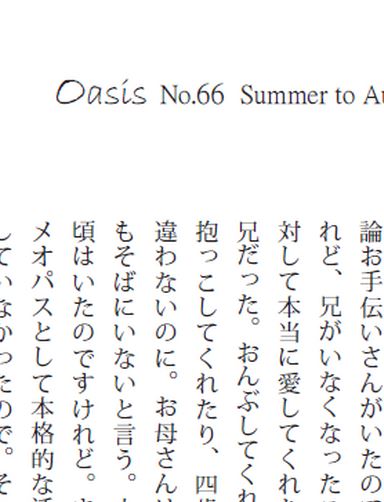 Oasis No.66 Summer to Au
論お手伝いさんがいたの
れど、兄がいなくなった
対して本当に愛してくれ
兄だった。おんぶしてくれ
抱っこしてくれたり、四
違わないのに。お母さん
もそばにいないと言う。
頃はいたのですけれど。
メオパスとして本格的な
していなかったので。そ